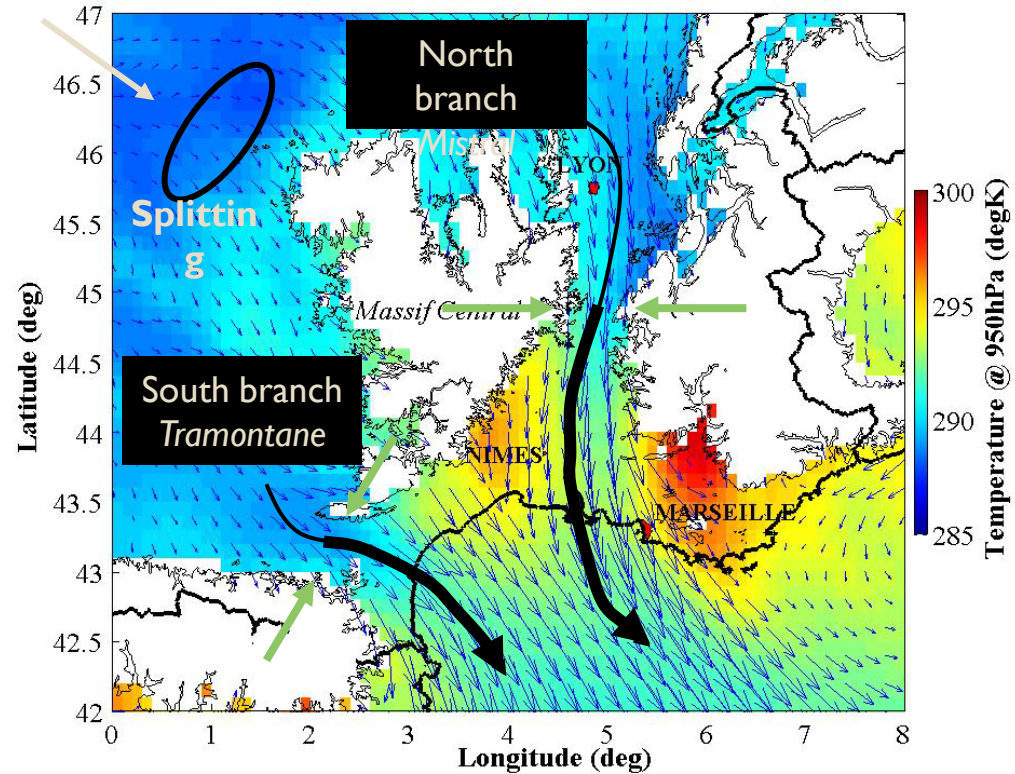 47
46.5
46
45.5
45
44.5
44
43.5
43
42.5
42
Latitude (deg)
North
branch
Mistral
LYON
Splittin
g
Massif Central
South branch
Tramontane
NIMES
MARSEILLE
0 1 2 3 4 5 6 7 8
Longitude (deg)
300
295
290
285
Temperature @ 950hPa (degK)